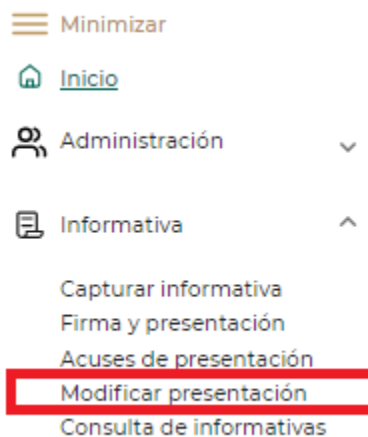 Minimizar
Inicio
Administración
Informativa
Capturar informativa
Firma y presentación
Acuses de presentación
Modificar presentación
Consulta de informativas